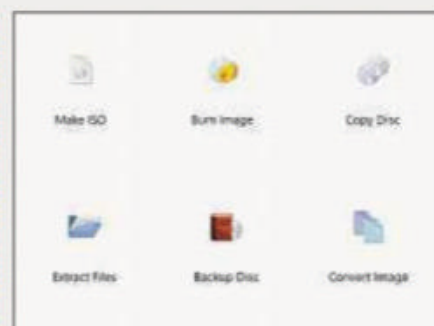 Make ISO
Burn Image
Copy Disc
Extract Files
Backup Disc
Convert Image